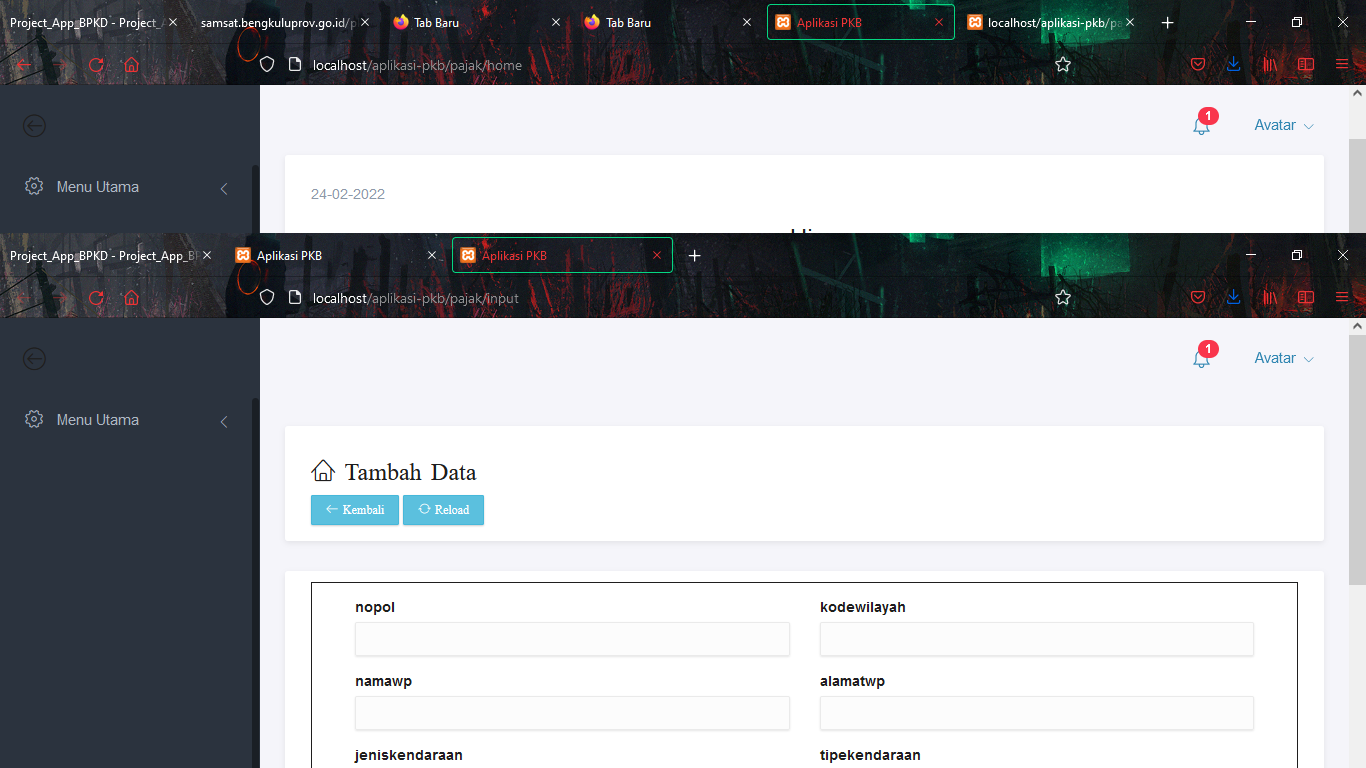 Project_App_BPKD - Project_A
samsat.bengkuluprov.go.id/p
Tab Baru
Tab Baru
Aplikasi PKB
localhost/aplikasi-pkb/pa
localhost/aplikasi-pkb/pajak/home
1
Avatar
Menu Utama
24-02-2022
Project_App_BPKD - Project_App_BP
Aplikasi PKB
Aplikasi PKB
localhost/aplikasi-pkb/pajak/input
1
Avatar
Menu Utama
Tambah Data
Kembali
Reload
nopol
kodewilayah
namawp
alamatwp
jeniskendaraan
tipekendaraan